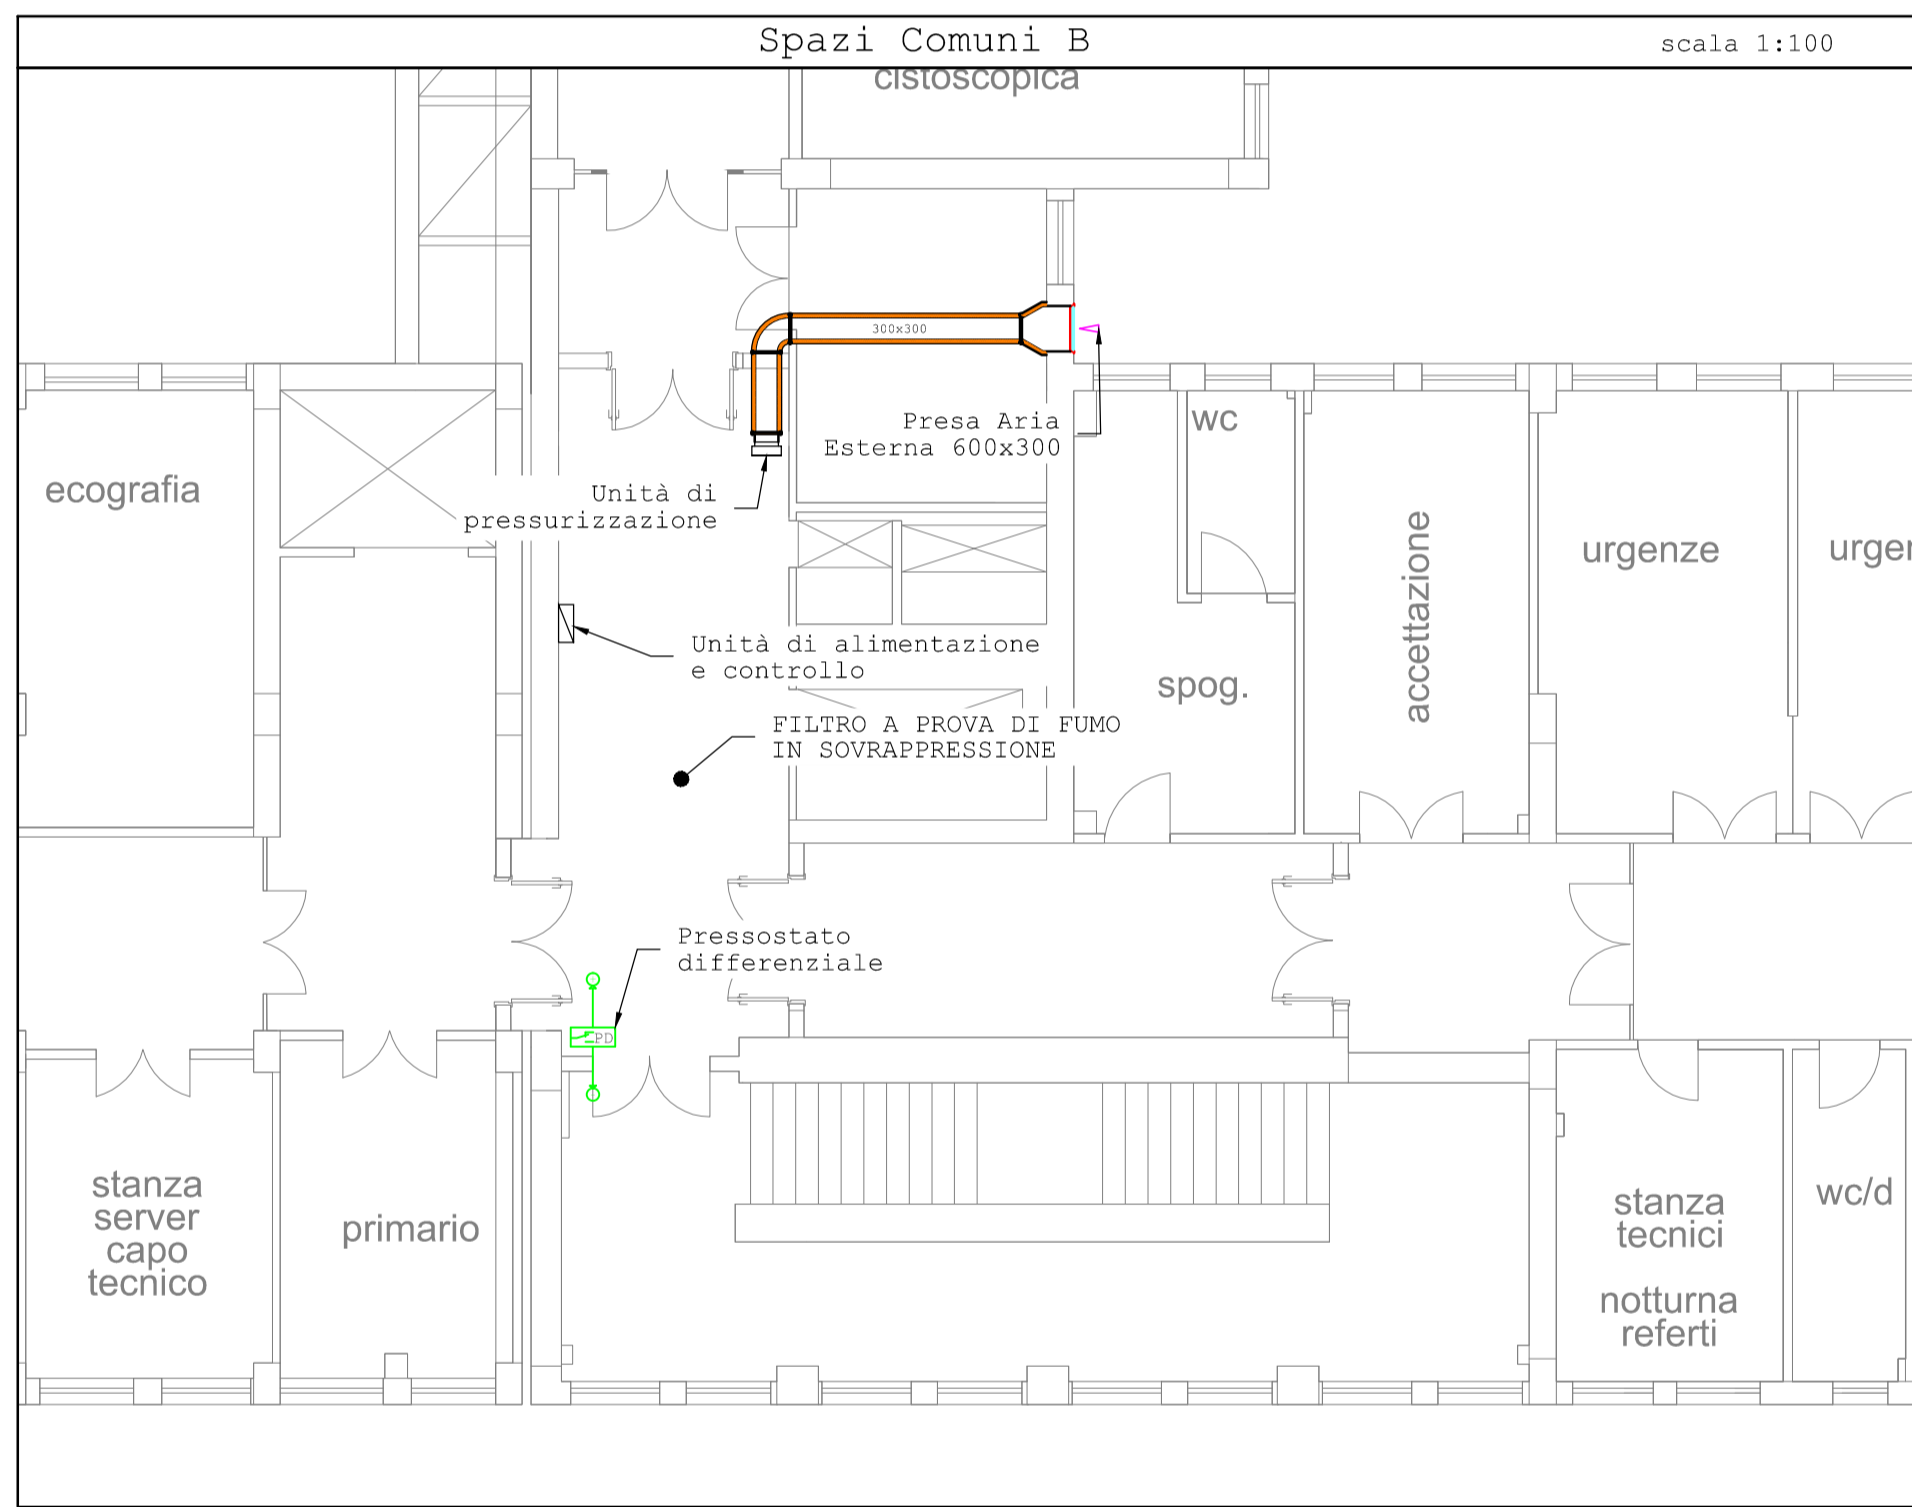 Spazi Comuni B
scala 1:100
cistoscopica
300x300
Presa Aria
Esterna 600x300
wc
ecografia
Unità di
pressurizzazione
accettazione
urgenze
Unità di alimentazione
e controllo
spog.
FILTRO A PROVA DI FUMO
IN SOVRAPPRESSIONE
Pressostato
differenziale
PD
stanza
server
capo
tecnico
primario
stanza
tecnici
notturna
referti
wc/d